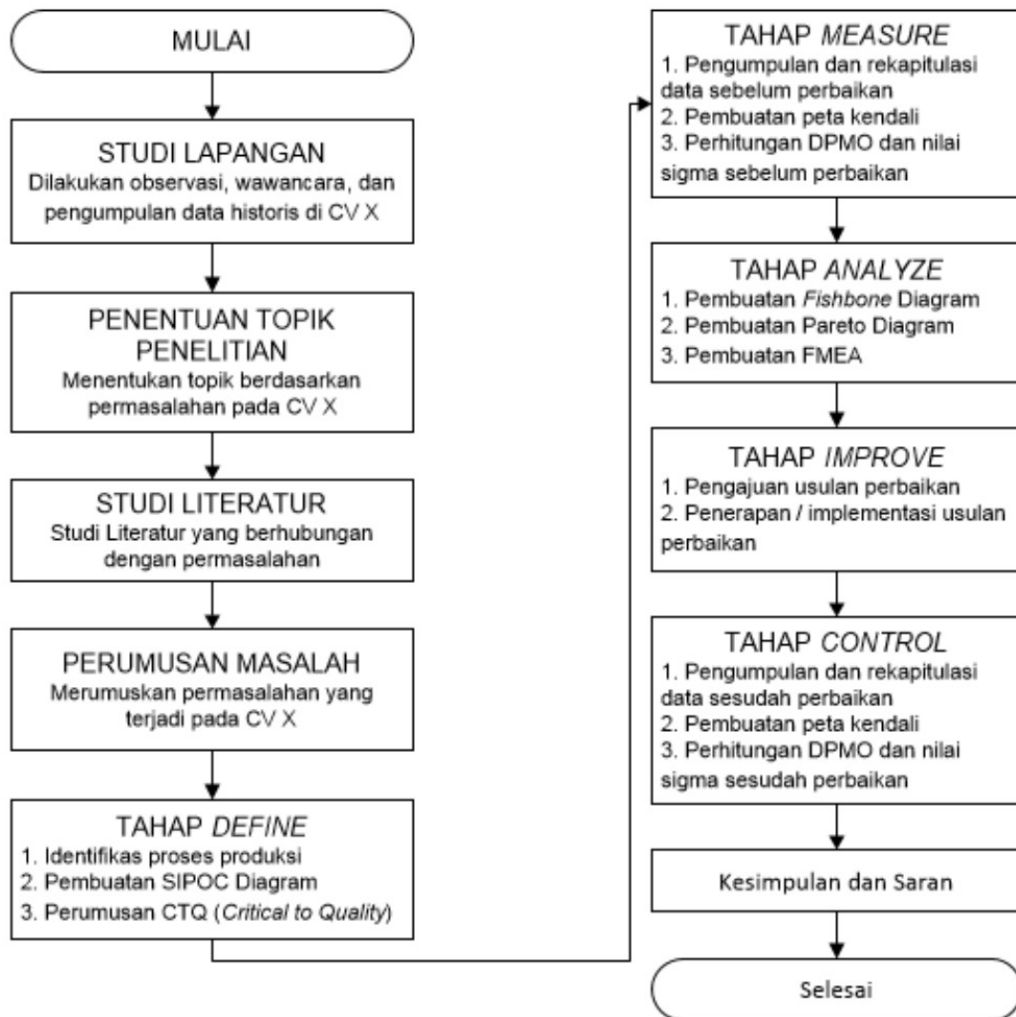 MULAI
STUDI LAPANGAN
Dilakukan observasi, wawancara, dan
pengumpulan data historis di CV X
PENENTUAN TOPIK
PENELITIAN
Menentukan topik berdasarkan
permasalahan pada CV X
STUDI LITERATUR
Studi Literatur yang berhubungan
dengan permasalahan
PERUMUSAN MASALAH
Merumuskan permasalahan yang
terjadi pada CV X
TAHAP DEFINE
1. Identifikas proses produksi
2. Pembuatan SIPOC Diagram
3. Perumusan CTQ (Critical to Quality)
TAHAP MEASURE
1. Pengumpulan dan rekapitulasi
data sebelum perbaikan
2. Pembuatan peta kendali
3. Perhitungan DPMO dan nilai
sigma sebelum perbaikan
TAHAP ANALYZE
1. Pembuatan Fishbone Diagram
2. Pembuatan Pareto Diagram
3. Pembuatan FMEA
TAHAP IMPROVE
1. Pengajuan usulan perbaikan
2. Penerapan / implementasi usulan
perbaikan
TAHAP CONTROL
1. Pengumpulan dan rekapitulasi
data sesudah perbaikan
2. Pembuatan peta kendali
3. Perhitungan DPMO dan nilai
sigma sesudah perbaikan
Kesimpulan dan Saran
Selesai